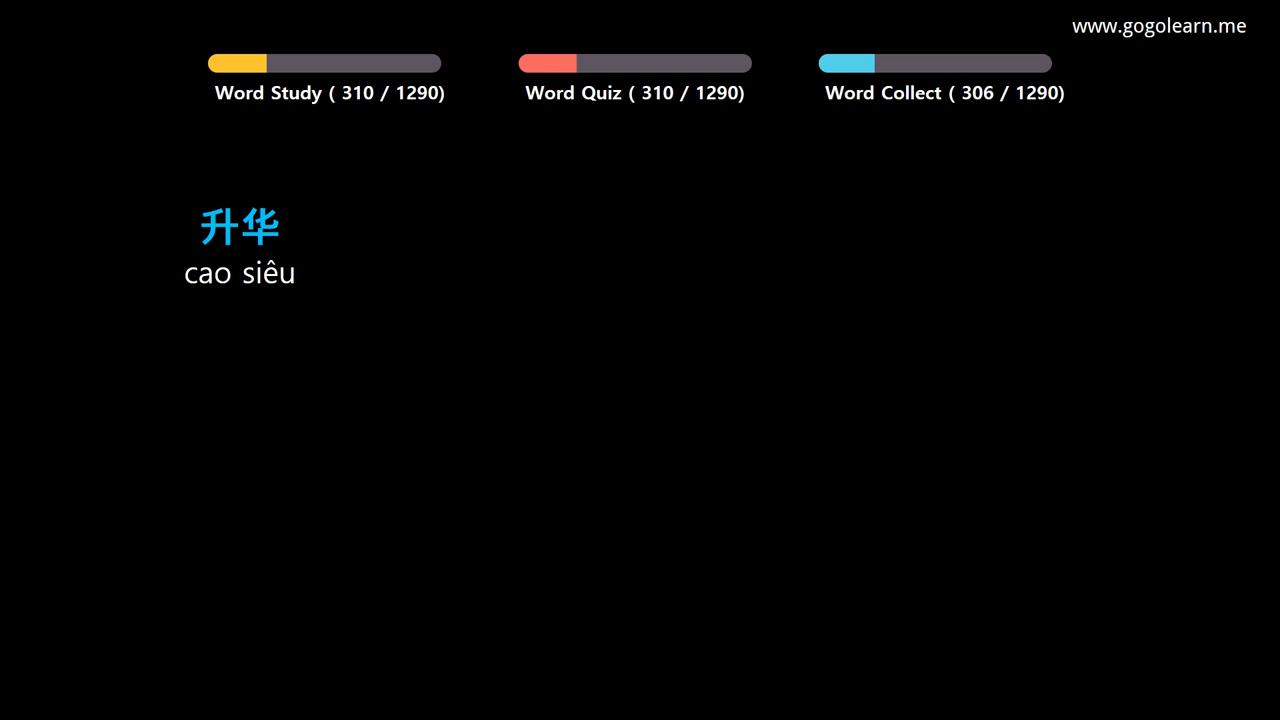 www.gogolearn.me
Word Study ( 310 / 1290)
Word Quiz ( 310 / 1290)
Word Collect ( 306 / 1290)
升华
cao siêu